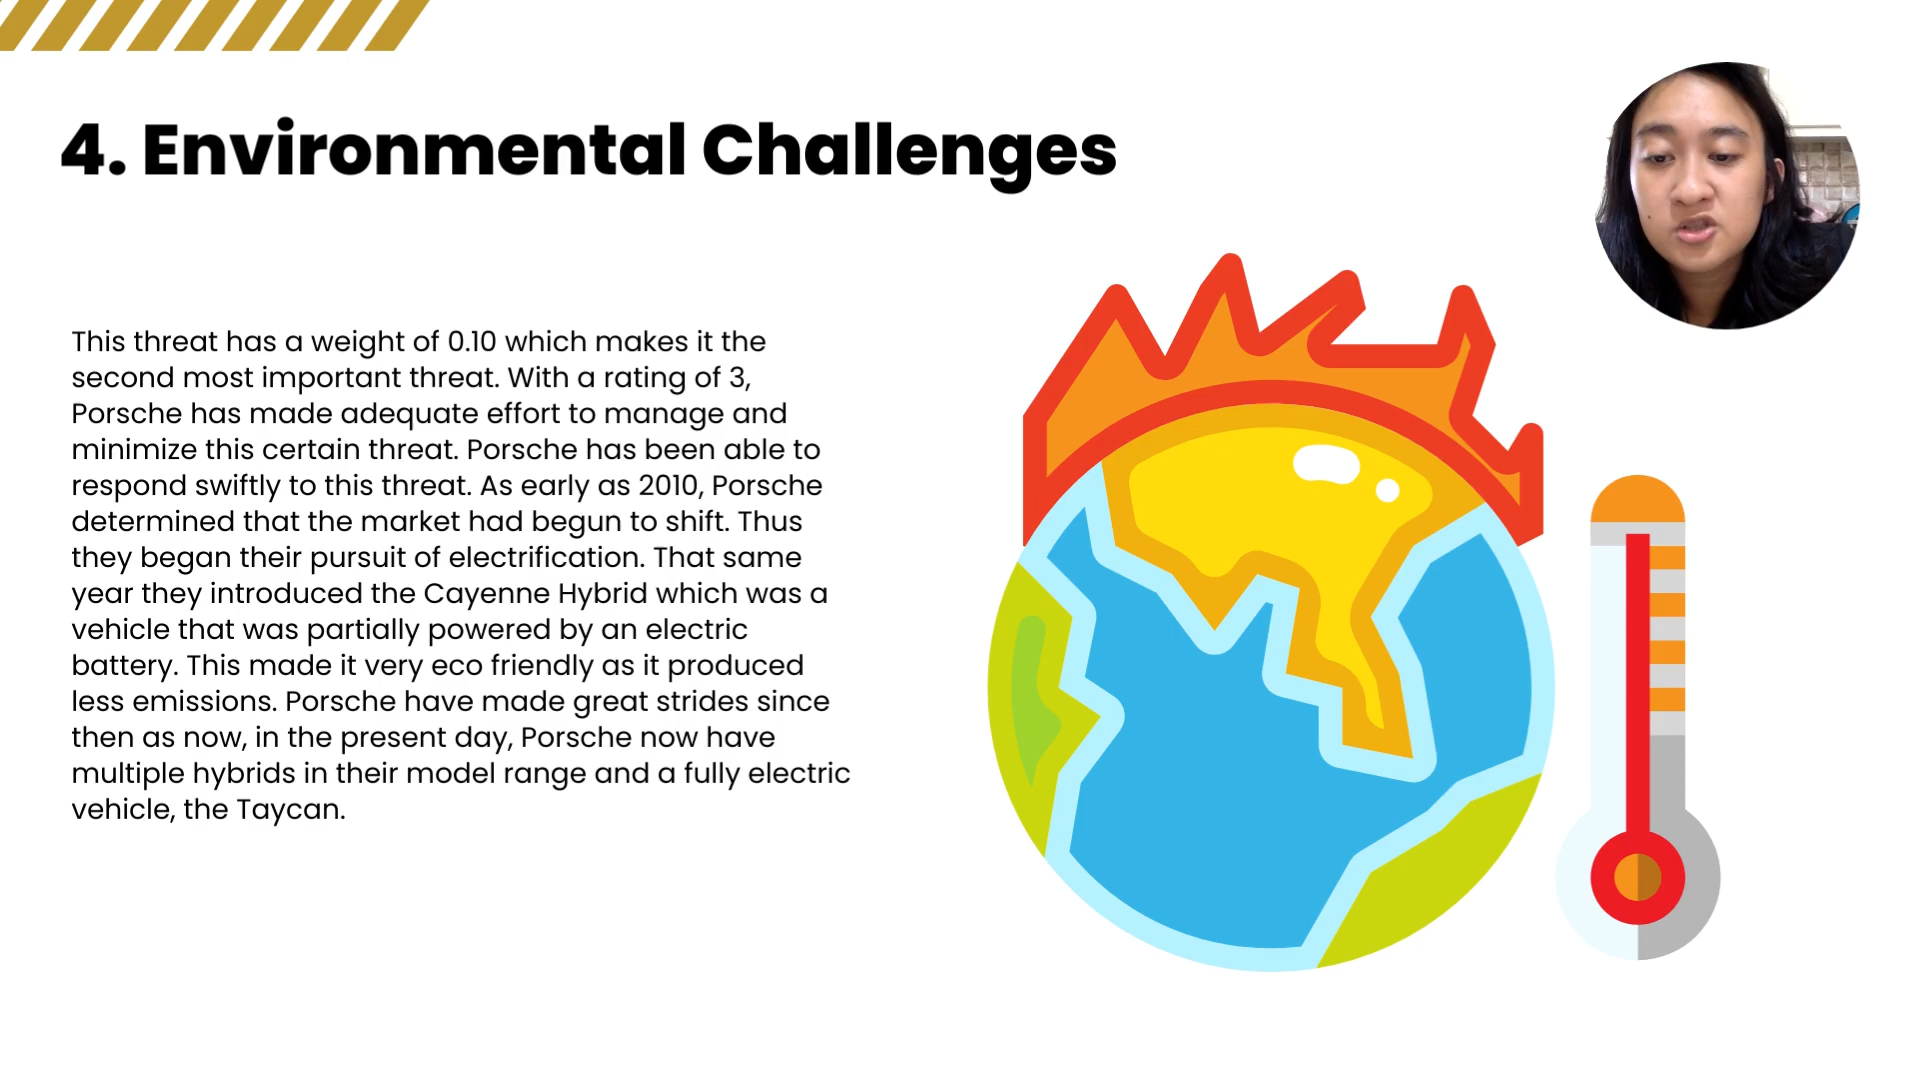 4. Environmental Challenges
This threat has a weight of 0.10 which makes it the
second most important threat. With a rating of 3,
Porsche has made adequate effort to manage and
minimize this certain threat. Porsche has been able to
respond swiftly to this threat. As early as 2010, Porsche
determined that the market had begun to shift. Thus
they began their pursuit of electrification. That same
year they introduced the Cayenne Hybrid which was a
vehicle that was partially powered by an electric
battery. This made it very eco friendly as it produced
less emissions. Porsche have made great strides since
then as now, in the present day, Porsche now have
multiple hybrids in their model range and a fully electric
vehicle, the Taycan.